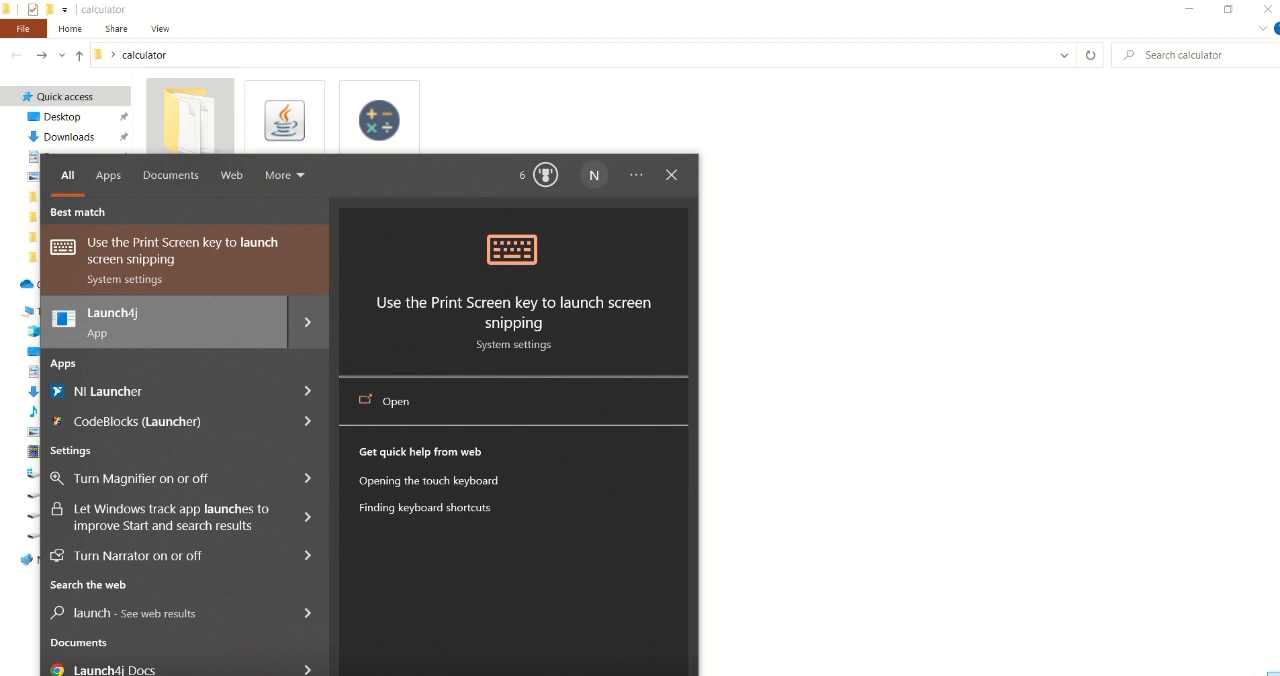 calculator
File Home Share View
calculator
Search calculator
Quick access
Desktop
Downloads
All Apps Documents Web More 6 N
Best match
Use the Print Screen key to launch
screen snipping
System settings
Launch4j
App
Apps
NI Launcher
CodeBlocks (Launcher)
Settings
Turn Magnifier on or off
Let Windows track app launches to
improve Start and search results
Turn Narrator on or off
Search the web
launch - See web results
Documents
Launch4j Docs
Use the Print Screen key to launch screen
snipping
System settings
Open
Get quick help from web
Opening the touch keyboard
Finding keyboard shortcuts